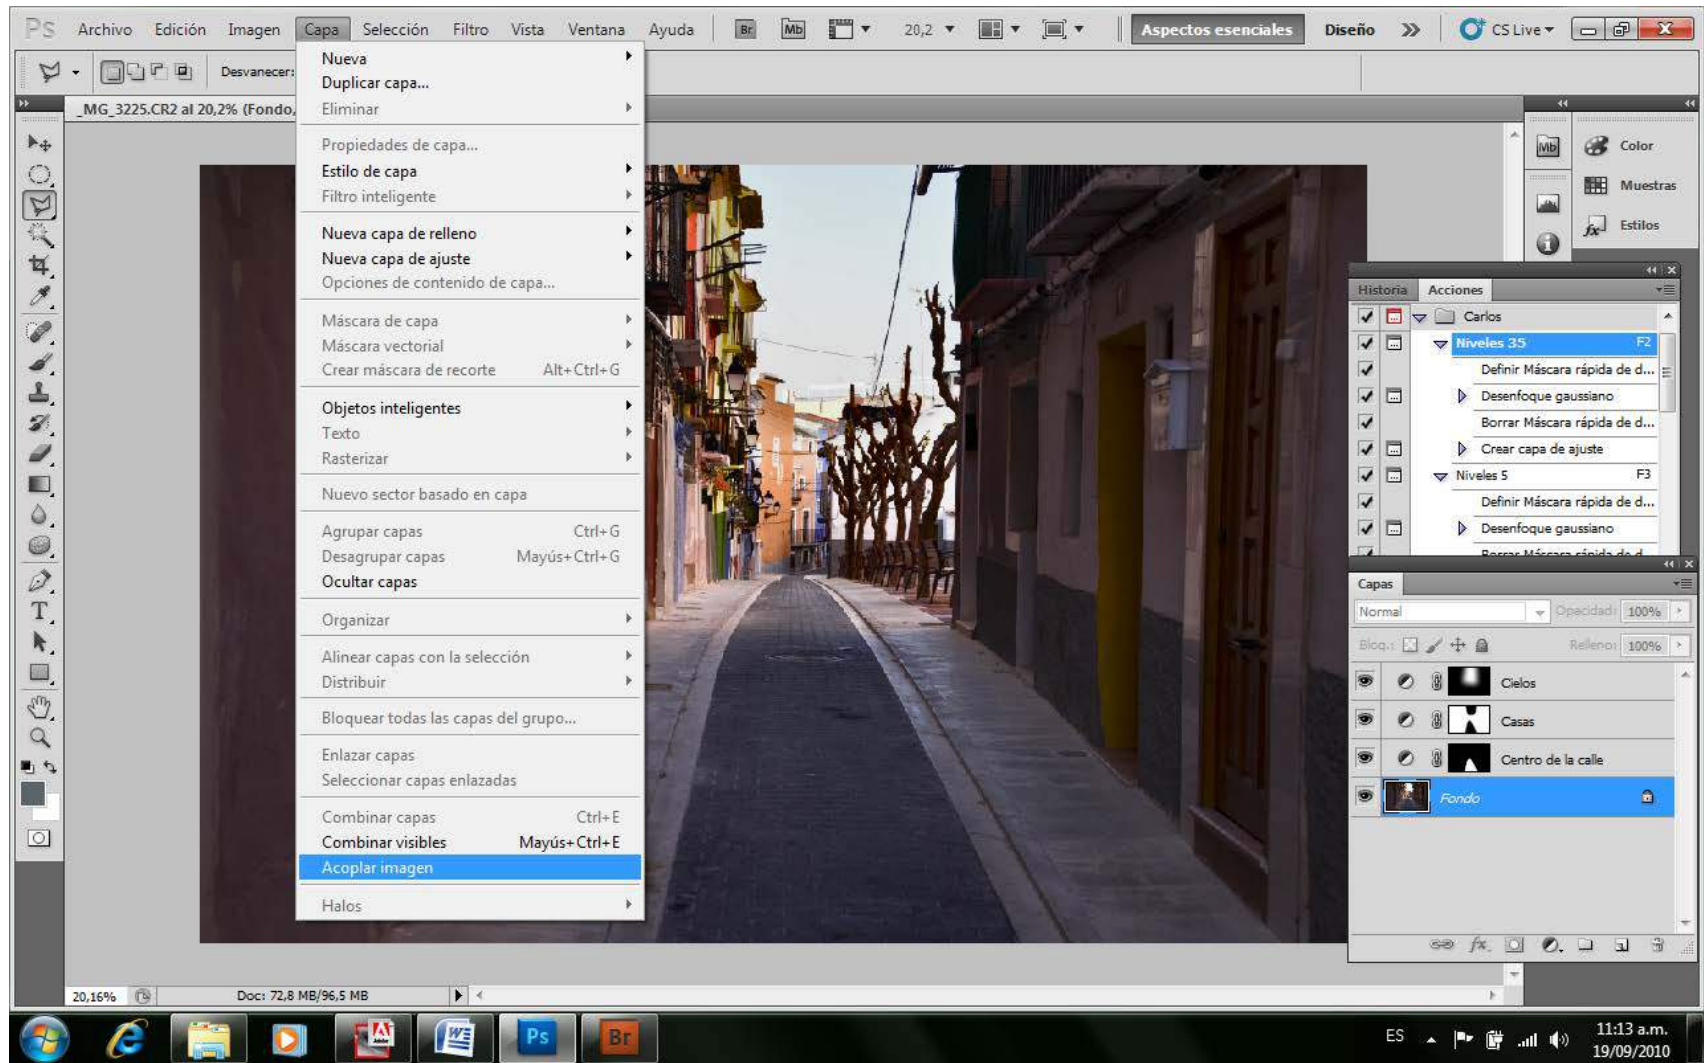 PS Archivo Edición Imagen Capa Selección Filtro Vista Ventana Ayuda Br Mb 20,2 Aspectos esenciales Diseño CS Live
Desvanecer:
_MG_3225.CR2 al 20,2% (Fondo,
Nueva
Duplicar capa...
Eliminar
Propiedades de capa...
Estilo de capa
Filtro inteligente
Nueva capa de relleno
Nueva capa de ajuste
Opciones de contenido de capa...
Máscara de capa
Máscara vectorial
Crear máscara de recorte Alt+Ctrl+G
Objetos inteligentes
Texto
Rasterizar
Nuevo sector basado en capa
Agrupar capas Ctrl+G
Desagrupar capas Mayús+Ctrl+G
Ocultar capas
Organizar
Alinear capas con la selección
Distribuir
Bloquear todas las capas del grupo...
Enlazar capas
Seleccionar capas enlazadas
Combinar capas Ctrl+E
Combinar visibles Mayús+Ctrl+E
Acoplar imagen
Halos
Mb Color
Muestras
Estilos
Historia Acciones
Carlos
Niveles 35 F2
Definir Máscara rápida de d...
Desenfoque gaussiano
Borrar Máscara rápida de d...
Crear capa de ajuste
Niveles 5 F3
Definir Máscara rápida de d...
Desenfoque gaussiano
Borrar Máscara rápida de d
Capas
Normal Opacidad: 100%
Bloq.: Relleno: 100%
Cielos
Casas
Centro de la calle
Fondo
20,16% Doc: 72,8 MB/96,5 MB
Ps Br ES 11:13 a.m.
19/09/2010